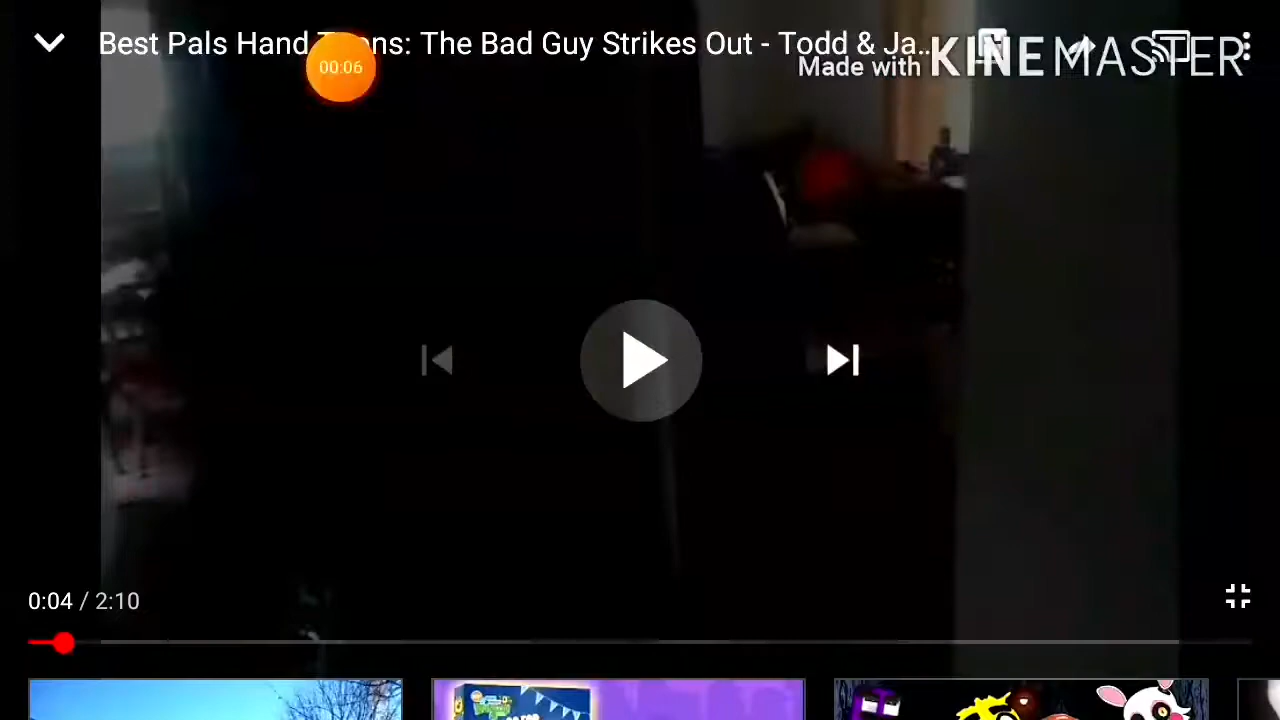 Best Pals Hand T ns: The Bad Guy Strikes Out - Todd & Ja...
00:06
Made with KINEMASTER
0:04 / 2:10